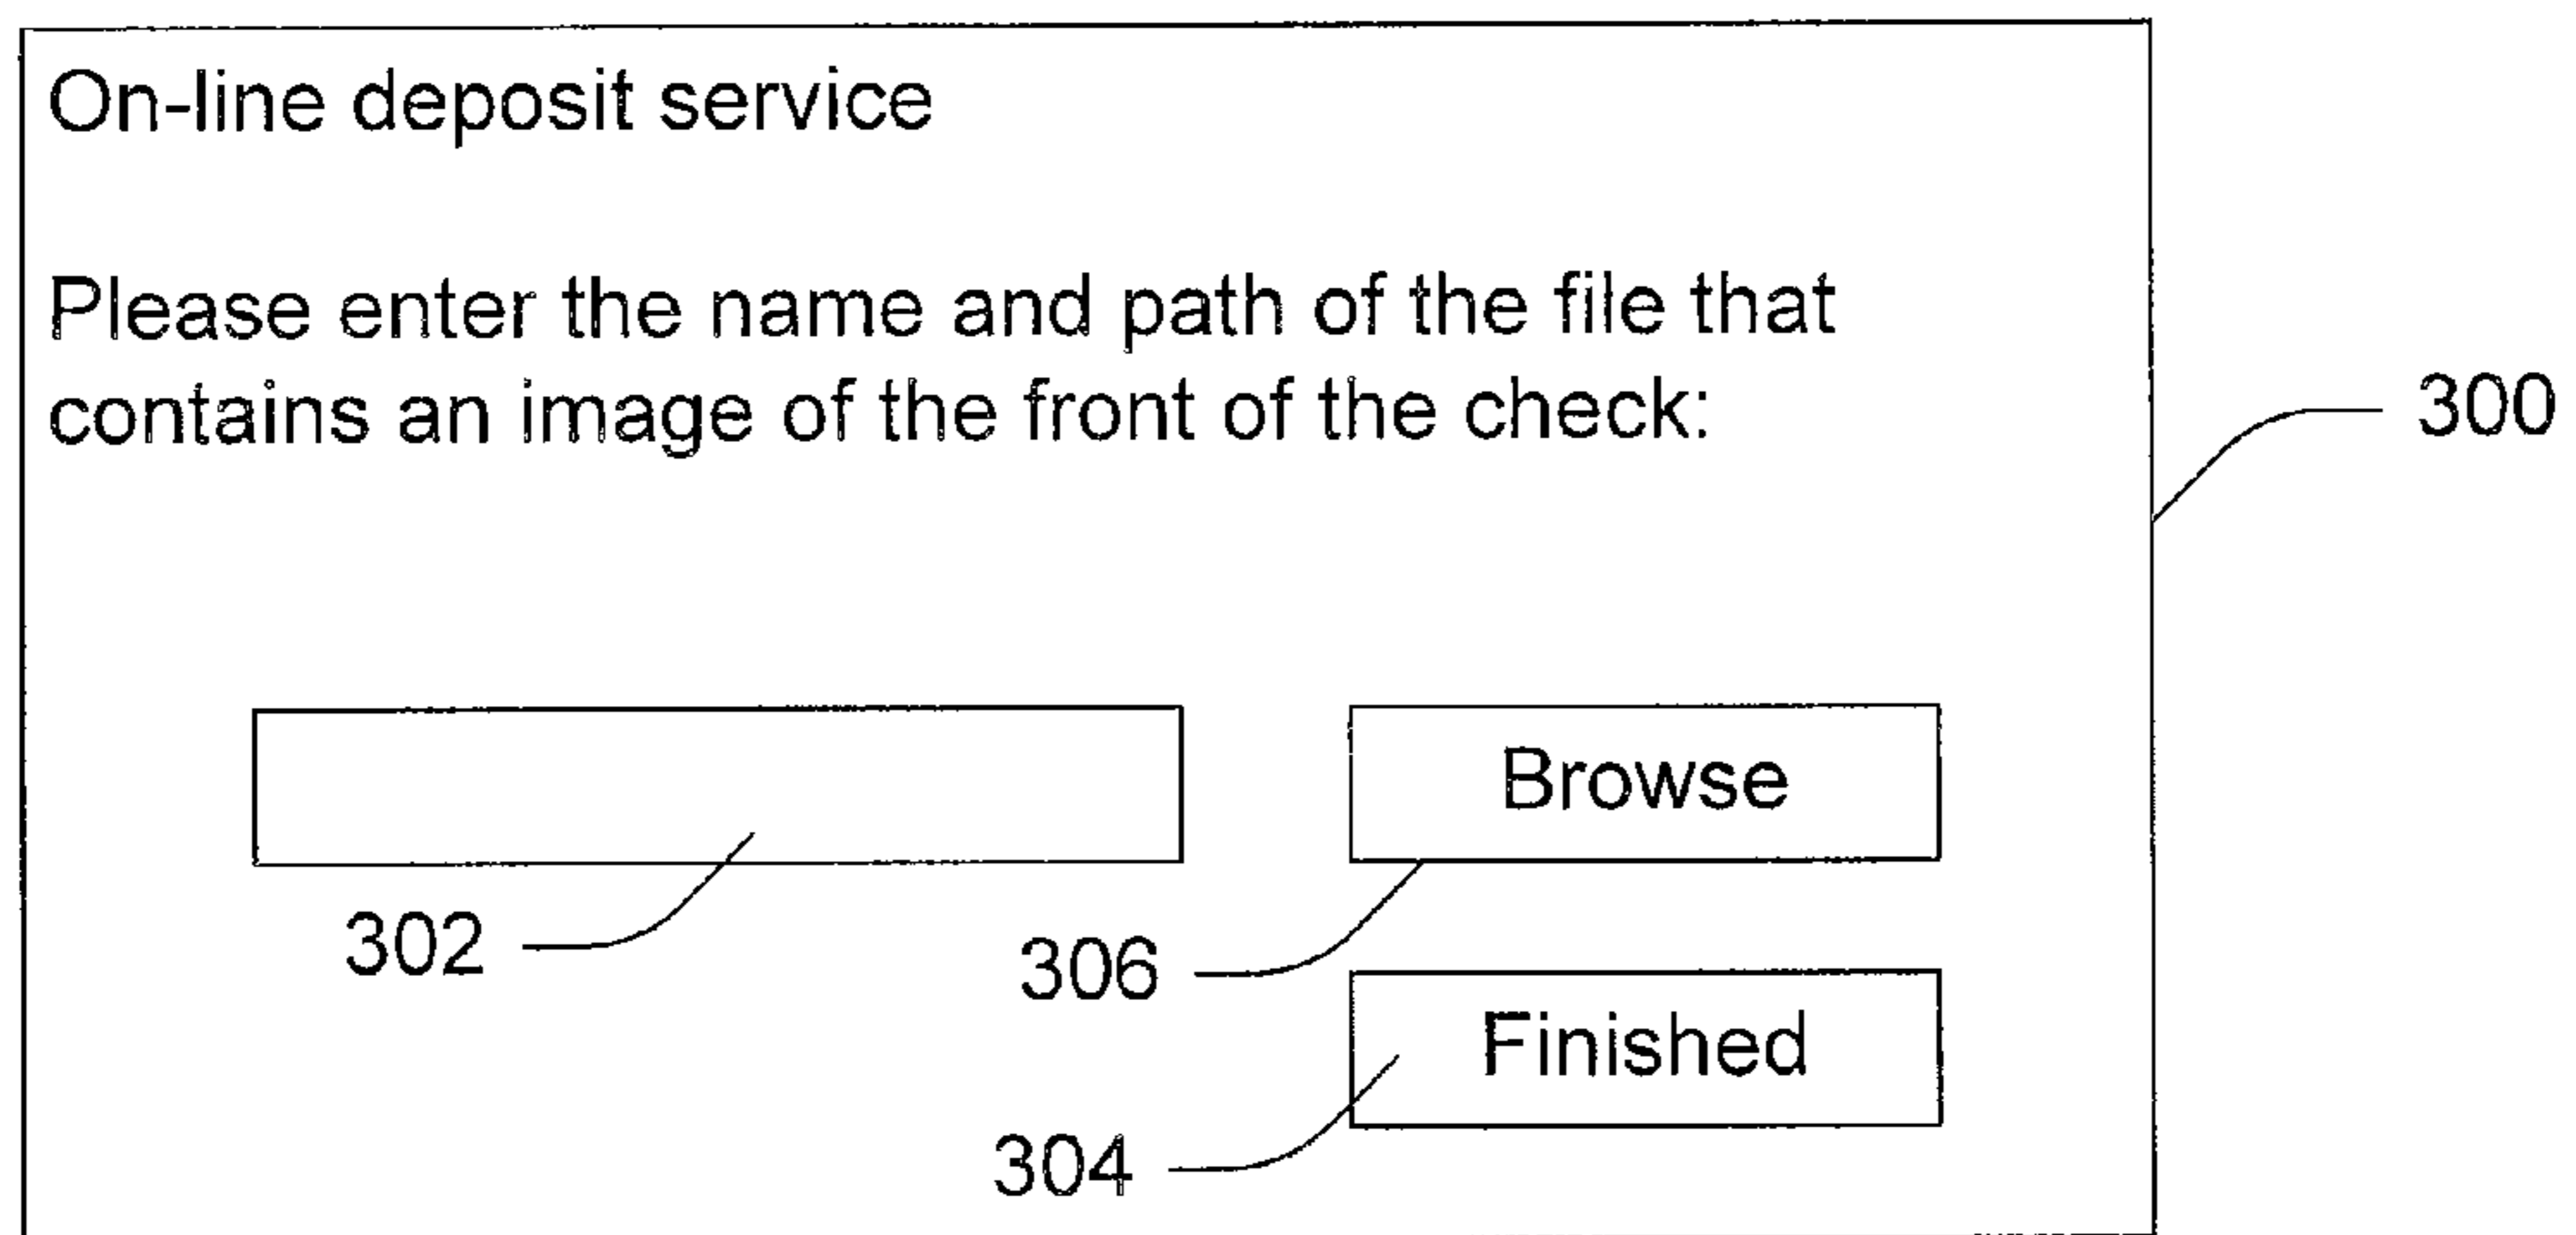 On-line deposit service
Please enter the name and path of the file that
contains an image of the front of the check:
300
Browse
302
306
Finished
304